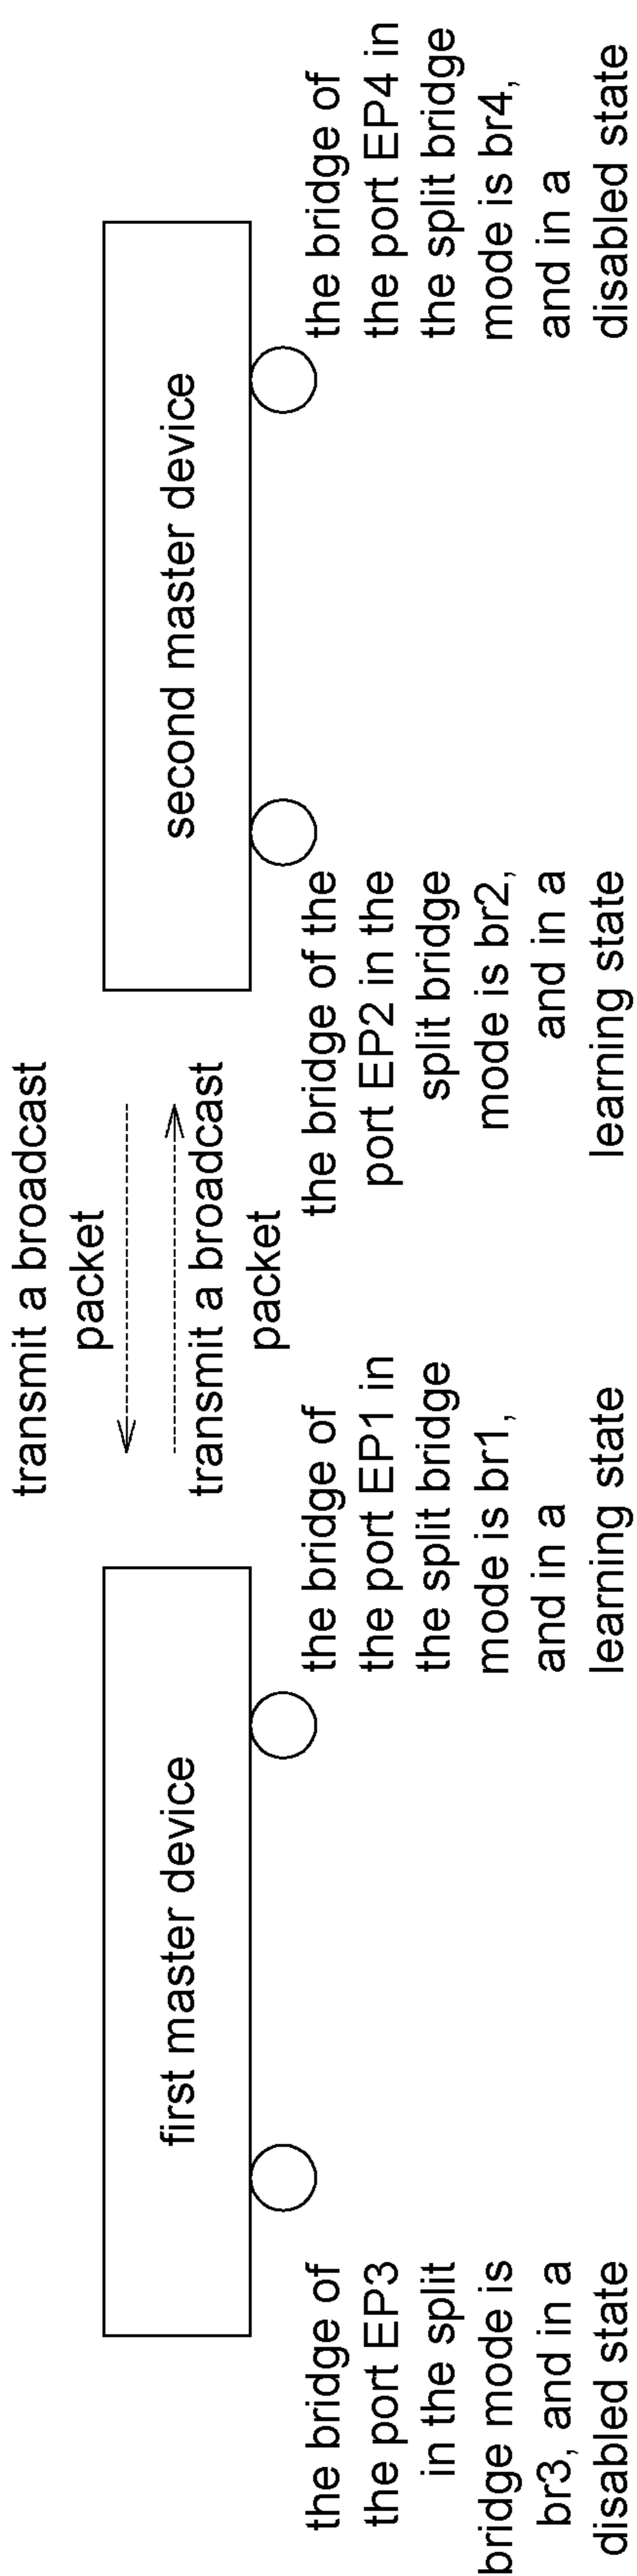 transmit a broadcast
packet
transmit a broadcast
packet
first master device
second master device
the bridge of
the port EP3
in the split
bridge mode is
br3, and in a
disabled state
the bridge of
the port EP1 in
the split bridge
mode is br1,
and in a
learning state
the bridge of the
port EP2 in the
split bridge
mode is br2,
and in a
learning state
the bridge of
the port EP4 in
the split bridge
mode is br4,
and in a
disabled state